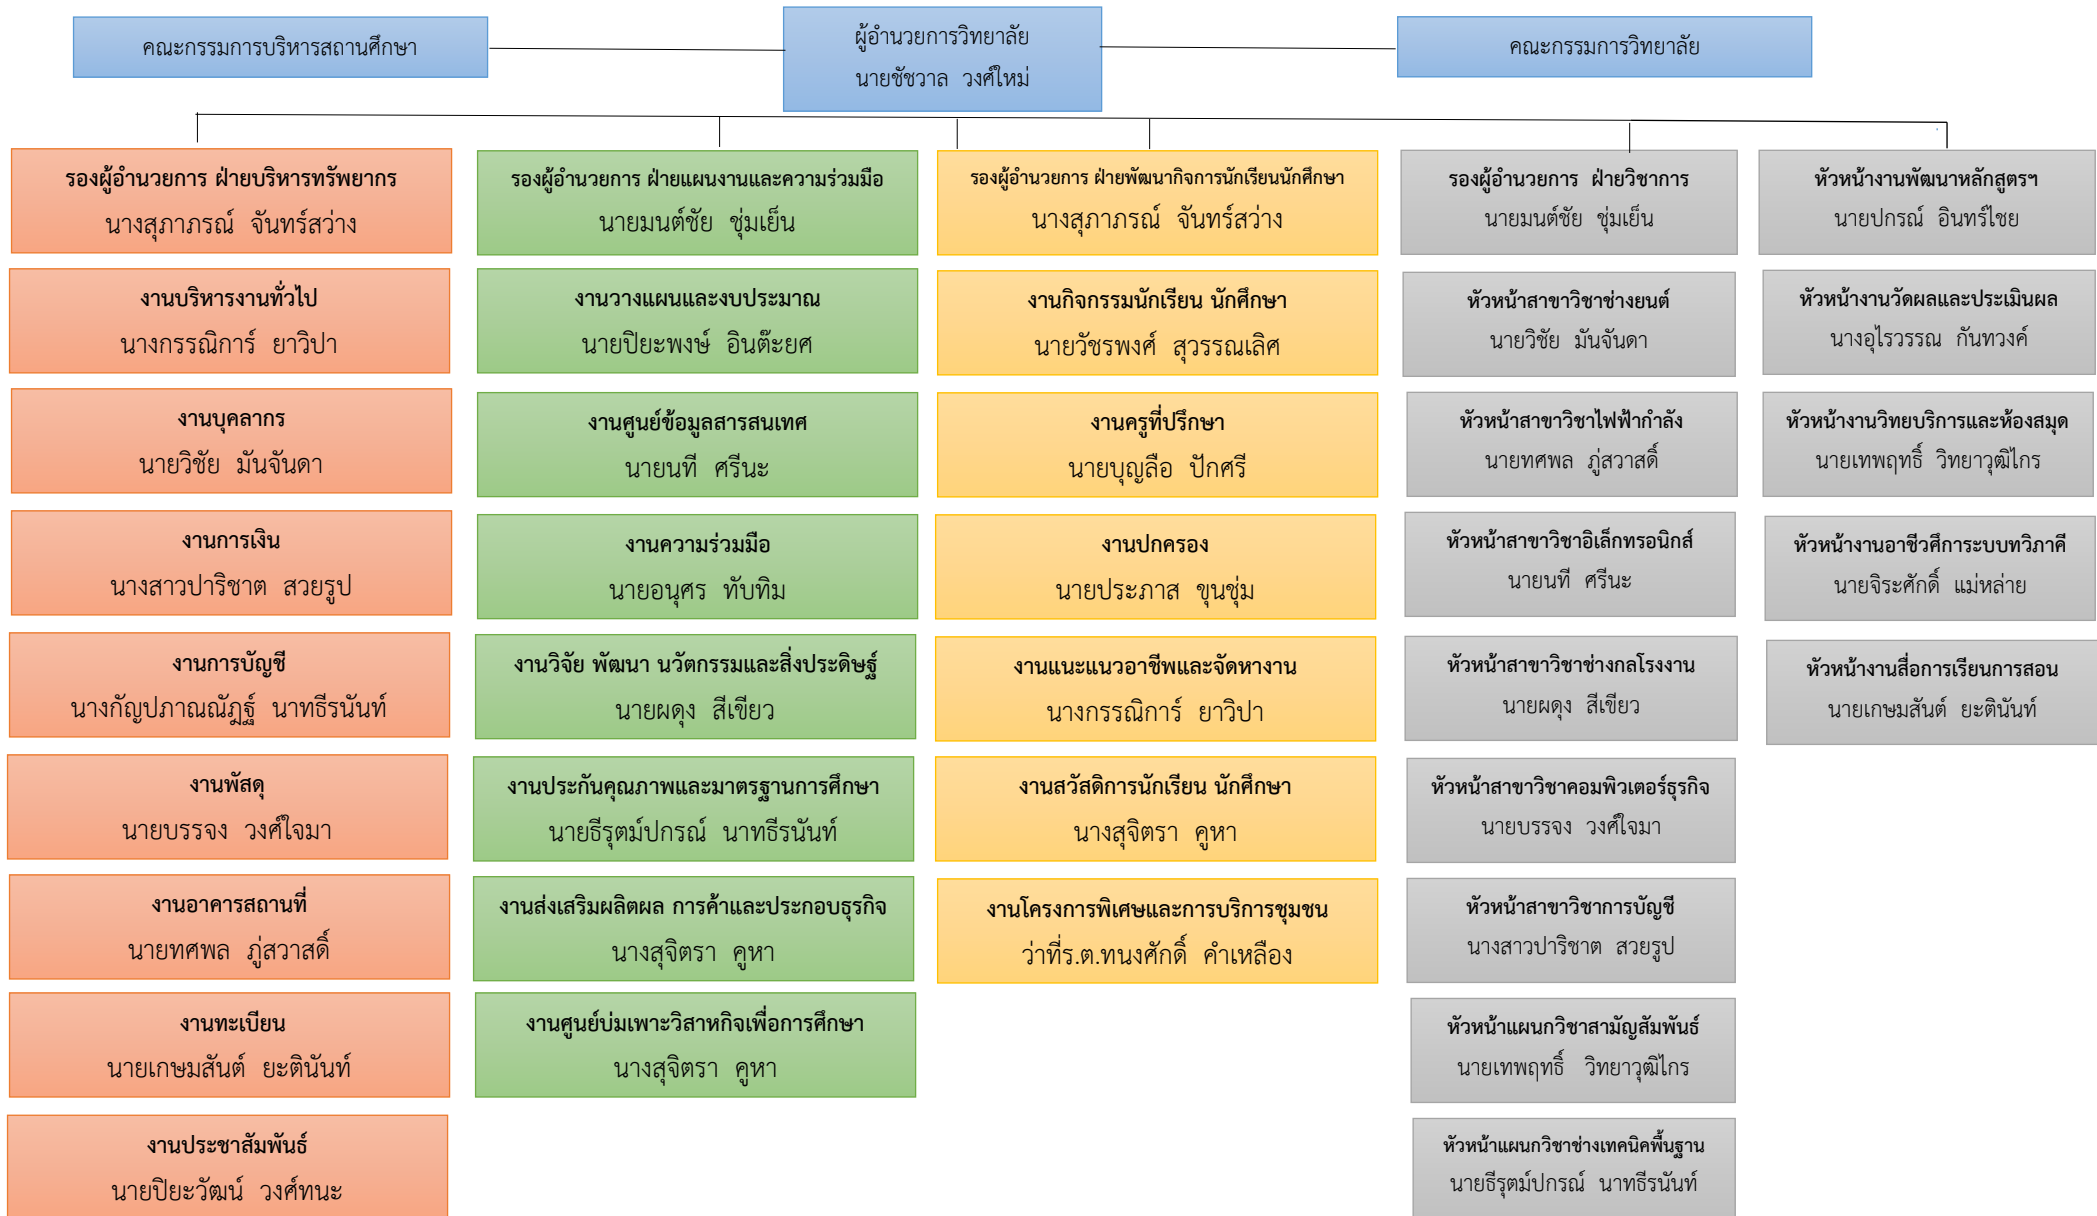 คณะกรรมการบริหารสถานศึกษา
ผู้อำนวยการวิทยาลัย
นายชัชวาล วงศ์ใหม่
คณะกรรมการวิทยาลัย
รองผู้อำนวยการ ฝ่ายบริหารทรัพยากร
นางสุภาภรณ์ จันทร์สว่าง
งานบริหารงานทั่วไป
นางกรรณิการ์ ยาวิปา
งานบุคลากร
นายวิชัย มันจันดา
งานการเงิน
นางสาวปาริชาต สวยรูป
งานการบัญชี
นางกัญปภาณณัฎฐ์ นาทธีรนันท์
งานพัสดุ
นายบรรจง วงศ์ใจมา
งานอาคารสถานที่
นายทศพล ภู่สวาสดิ์
งานทะเบียน
นายเกษมสันต์ ยะตินันท์
งานประชาสัมพันธ์
นายปิยะวัฒน์ วงศ์ทนะ
รองผู้อำนวยการ ฝ่ายแผนงานและความร่วมมือ
นายมนต์ชัย ชุ่มเย็น
งานวางแผนและงบประมาณ
นายปิยะพงษ์ อินต๊ะยศ
งานศูนย์ข้อมูลสารสนเทศ
นายนที ศรีนะ
งานความร่วมมือ
นายอนุศร ทับทิม
งานวิจัย พัฒนา นวัตกรรมและสิ่งประดิษฐ์
นายผดุง สีเขียว
งานประกันคุณภาพและมาตรฐานการศึกษา
นายธีรุตม์ปกรณ์ นาทธีรนันท์
งานส่งเสริมผลิตผล การค้าและประกอบธุรกิจ
นางสุจิตรา คูหา
งานศูนย์บ่มเพาะวิสาหกิจเพื่อการศึกษา
นางสุจิตรา คูหา
รองผู้อำนวยการ ฝ่ายพัฒนากิจการนักเรียนนักศึกษา
นางสุภาภรณ์ จันทร์สว่าง
งานกิจกรรมนักเรียน นักศึกษา
นายวัชรพงศ์ สุวรรณเลิศ
งานครูที่ปรึกษา
นายบุญลือ ปักศรี
งานปกครอง
นายประภาส ขุนชุ่ม
งานแนะแนวอาชีพและจัดหางาน
นางกรรณิการ์ ยาวิปา
งานสวัสดิการนักเรียน นักศึกษา
นางสุจิตรา คูหา
งานโครงการพิเศษและการบริการชุมชน
ว่าที่ร.ต.ทนงศักดิ์ คำเหลือง
รองผู้อำนวยการ ฝ่ายวิชาการ
นายมนต์ชัย ชุ่มเย็น
หัวหน้าสาขาวิชาช่างยนต์
นายวิชัย มันจันดา
หัวหน้าสาขาวิชาไฟฟ้ากำลัง
นายทศพล ภู่สวาสดิ์
หัวหน้าสาขาวิชาอิเล็กทรอนิกส์
นายนที ศรีนะ
หัวหน้าสาขาวิชาช่างกลโรงงาน
นายผดุง สีเขียว
หัวหน้าสาขาวิชาคอมพิวเตอร์ธุรกิจ
นายบรรจง วงศ์ใจมา
หัวหน้าสาขาวิชาการบัญชี
นางสาวปาริชาต สวยรูป
หัวหน้าแผนกวิชาสามัญสัมพันธ์
นายเทพฤทธิ์ วิทยาวุฒิไกร
หัวหน้าแผนกวิชาช่างเทคนิคพื้นฐาน
นายธีรุตม์ปกรณ์ นาทธีรนันท์
หัวหน้างานพัฒนาหลักสูตรฯ
นายปกรณ์ อินทร์ไชย
หัวหน้างานวัดผลและประเมินผล
นางอุไรวรรณ กันทวงค์
หัวหน้างานวิทยบริการและห้องสมุด
นายเทพฤทธิ์ วิทยาวุฒิไกร
หัวหน้างานอาชีวศึการะบบทวิภาคี
นายจิระศักดิ์ แม่หล่าย
หัวหน้างานสื่อการเรียนการสอน
นายเกษมสันต์ ยะตินันท์